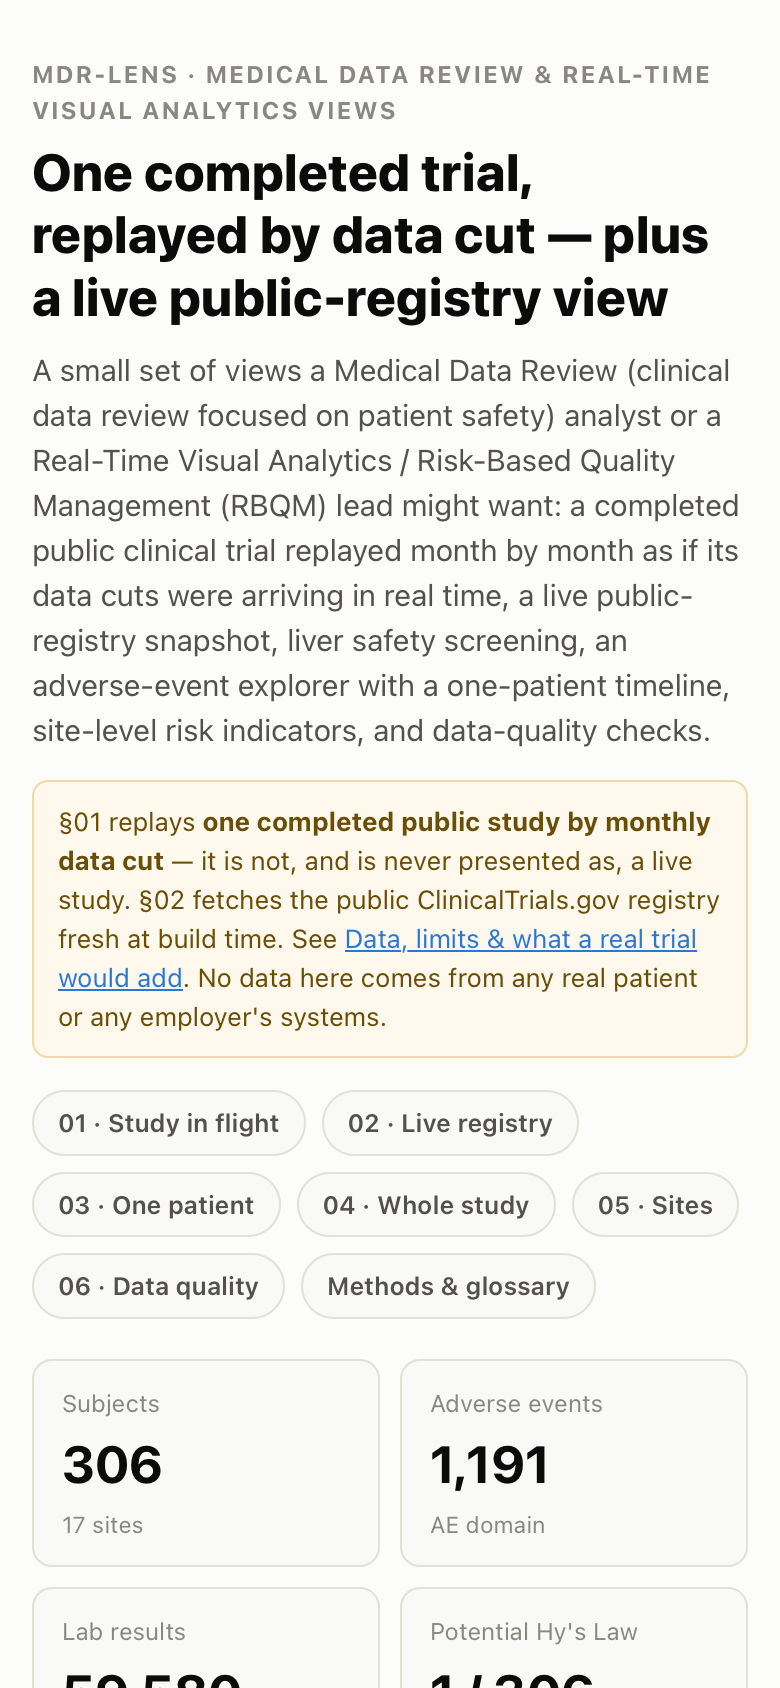 MDR-LENS · MEDICAL DATA REVIEW & REAL-TIME
VISUAL ANALYTICS VIEWS
One completed trial,
replayed by data cut — plus
a live public-registry view
A small set of views a Medical Data Review (clinical
data review focused on patient safety) analyst or a
Real-Time Visual Analytics / Risk-Based Quality
Management (RBQM) lead might want: a completed
public clinical trial replayed month by month as if its
data cuts were arriving in real time, a live public-
registry snapshot, liver safety screening, an
adverse-event explorer with a one-patient timeline,
site-level risk indicators, and data-quality checks.
§01 replays one completed public study by monthly
data cut — it is not, and is never presented as, a live
study. §02 fetches the public ClinicalTrials.gov registry
fresh at build time. See Data, limits & what a real trial
would add. No data here comes from any real patient
or any employer's systems.
01 · Study in flight
02 · Live registry
03 · One patient
04 · Whole study
05 · Sites
06 · Data quality
Methods & glossary
Subjects
306
17 sites
Adverse events
1,191
AE domain
Lab results
Potential Hy's Law
1 / 306